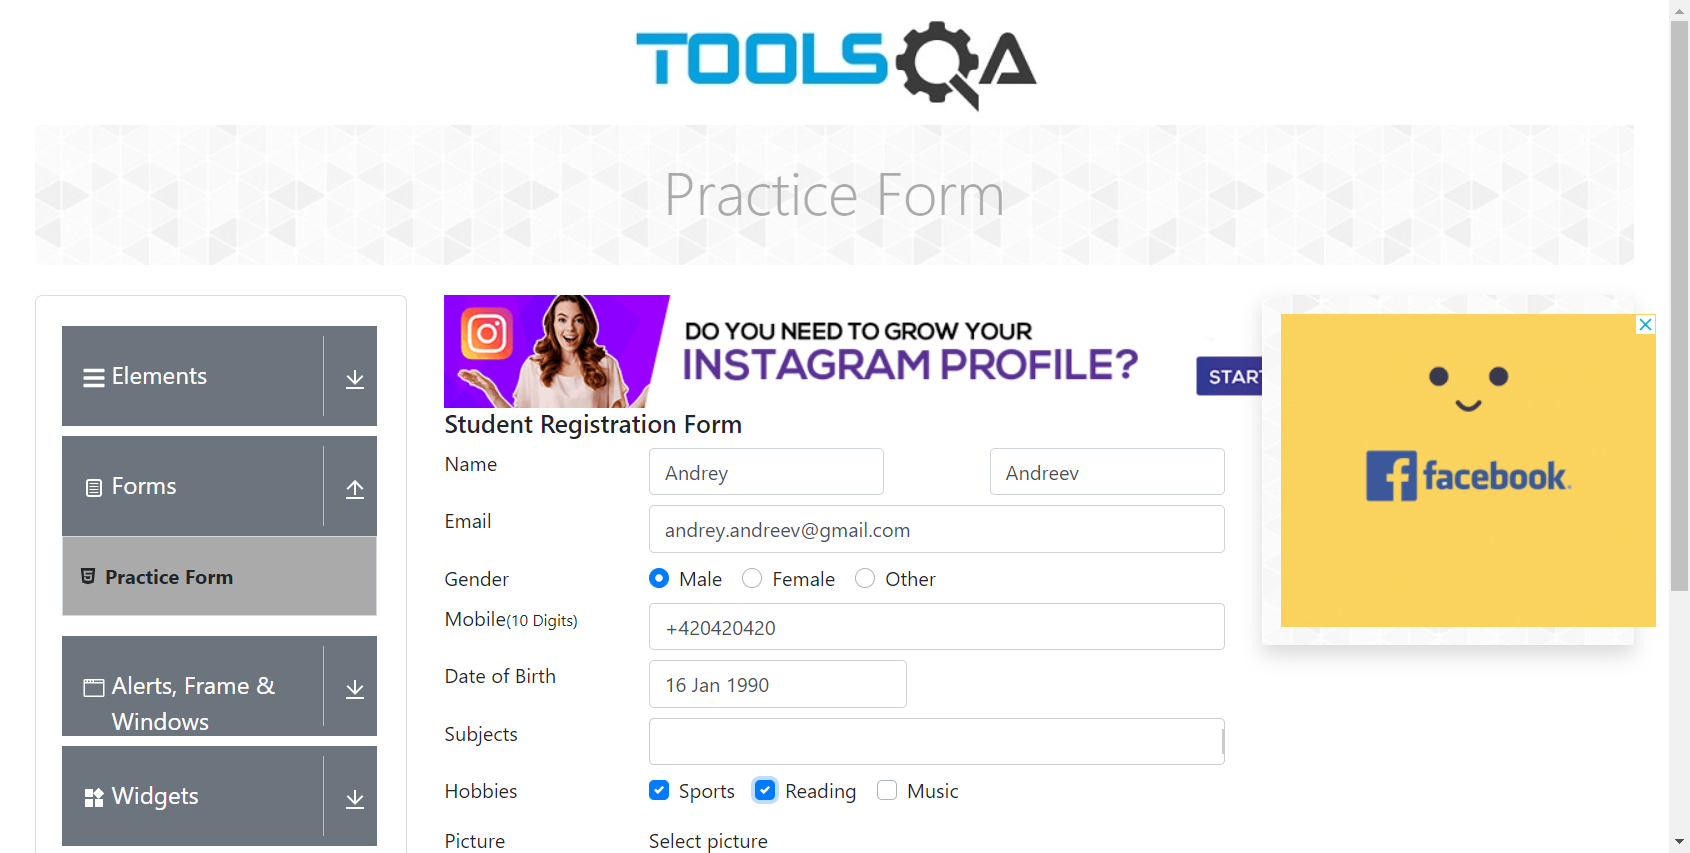 TOOLSQA
Practice Form
Elements
Forms
Practice Form
Alerts, Frame &
Windows
Widgets
DO YOU NEED TO GROW YOUR
INSTAGRAM PROFILE?
START
Student Registration Form
Name Andrey Andreev
Email andrey.andreev@gmail.com
Gender Male Female Other
Mobile(10 Digits) +420420420
Date of Birth 16 Jan 1990
Subjects
Hobbies Sports Reading Music
Picture Select picture
facebook.